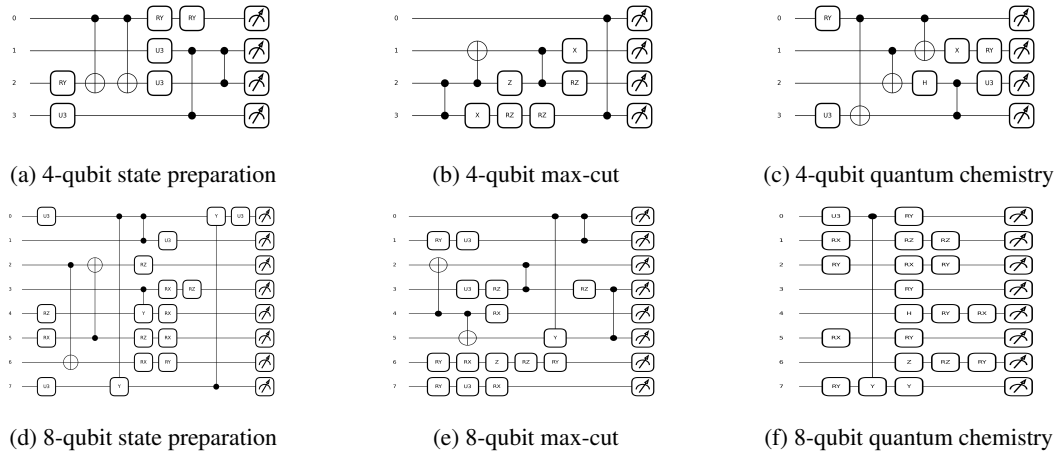 0 RY RY
1 U3
2 RY U3
3 U3
0
1 X
2 Z RZ
3 X RZ RZ
0 RY
1 X RY
2 H U3
3 U3
(a) 4-qubit state preparation
(b) 4-qubit max-cut
(c) 4-qubit quantum chemistry
0 U3 Y U3
1 U3
2 RZ
3 RX RZ
4 RZ Y RX
5 RX RZ RX
6 RX RY
7 U3 Y
0
1 RY U3
2
3 U3 RZ RZ
4 RX
5 Y
6 RY RX Z RZ RY
7 RY U3 RX
0 U3 RY
1 RX RZ RZ
2 RY RX RY
3 RY
4 H RY RX
5 RX RY
6 Z RZ RY
7 RY Y Y
(d) 8-qubit state preparation
(e) 8-qubit max-cut
(f) 8-qubit quantum chemistry